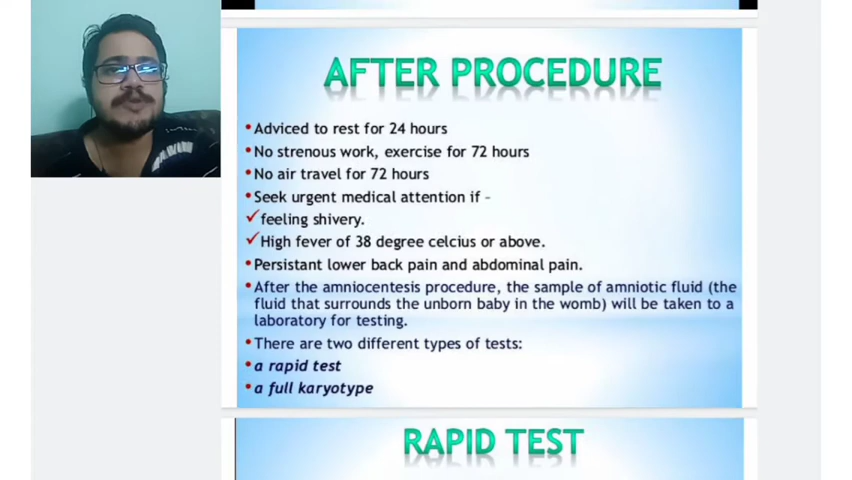 AFTER PROCEDURE
•Adviced to rest for 24 hours
•No strenous work, exercise for 72 hours
•No air travel for 72 hours
•Seek urgent medical attention if –
✓feeling shivery.
✓High fever of 38 degree celcius or above.
•Persistant lower back pain and abdominal pain.
•After the amniocentesis procedure, the sample of amniotic fluid (the
fluid that surrounds the unborn baby in the womb) will be taken to a
laboratory for testing.
•There are two different types of tests:
•a rapid test
•a full karyotype
RAPID TEST